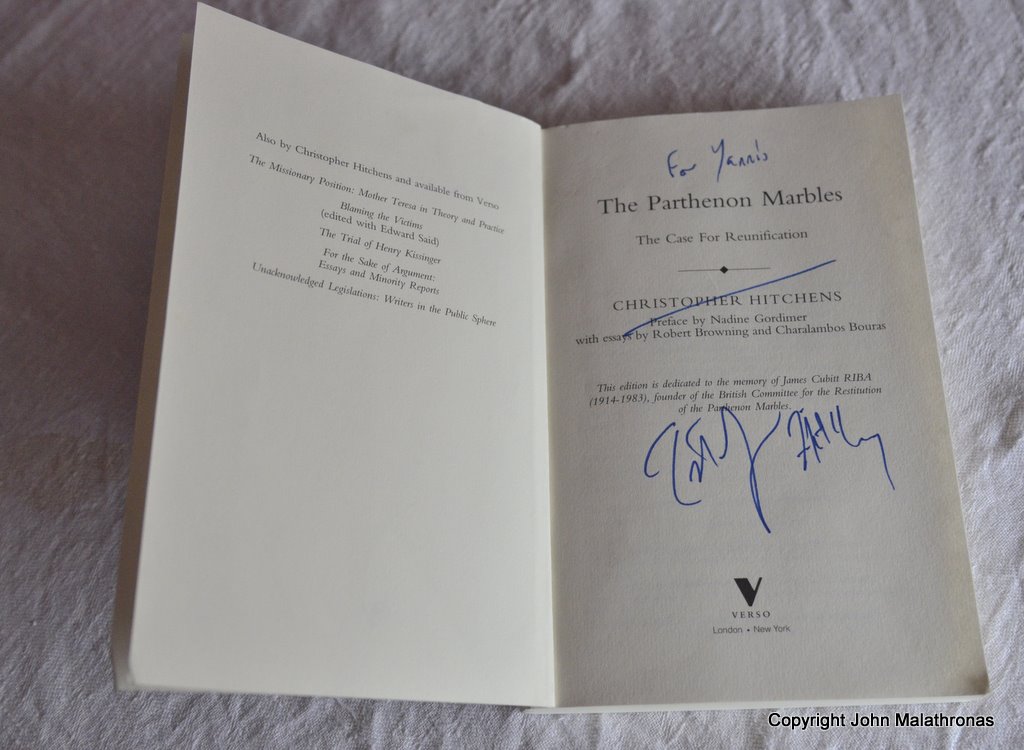 Also by Christopher Hitchens and available from Verso
The Missionary Position: Mother Teresa in Theory and Practice
Blaming the Victims
(edited with Edward Said)
The Trial of Henry Kissinger
For the Sake of Argument:
Essays and Minority Reports
Unacknowledged Legislations: Writers in the Public Sphere
For Yannis
The Parthenon Marbles
The Case For Reunification
CHRISTOPHER HITCHENS
Preface by Nadine Gordimer
with essays by Robert Browning and Charalambos Bouras
This edition is dedicated to the memory of James Cubitt RIBA
(1914-1983), founder of the British Committee for the Restitution
of the Parthenon Marbles.
VERSO
London • New York
Copyright John Malathronas